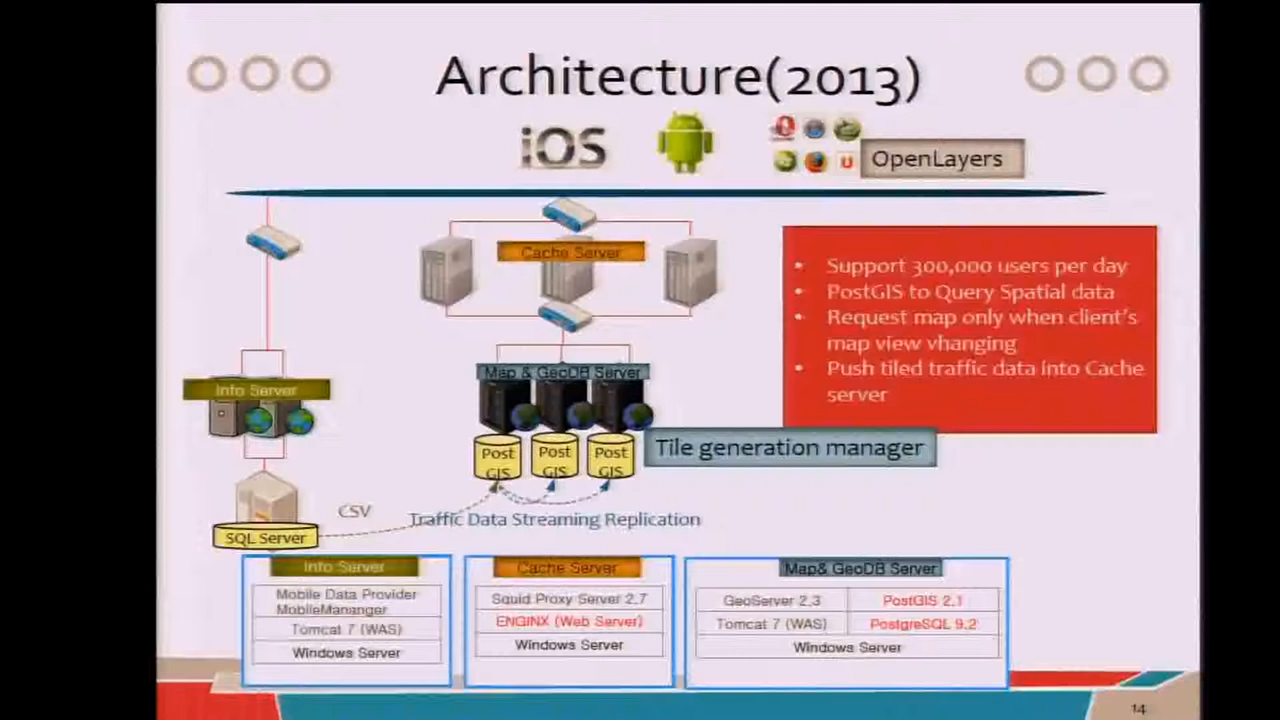 Architecture(2013)
iOS
OpenLayers
Cache Server
• Support 300,000 users per day
• PostGIS to Query Spatial data
• Request map only when client's
map view vhanging
• Push tiled traffic data into Cache
server
Info Server
Map & GeoDB Server
Tile generation manager
Post
GIS
Post
GIS
Post
GIS
CSV
Traffic Data Streaming Replication
SQL Server
Info Server
Mobile Data Provider
MobileMananger
Tomcat 7 (WAS)
Windows Server
Cache Server
Squid Proxy Server 2.7
ENGINX (Web Server)
Windows Server
Map& GeoDB Server
GeoServer 2.3
PostGIS 2.1
Tomcat 7 (WAS)
PostgreSQL 9.2
Windows Server
14